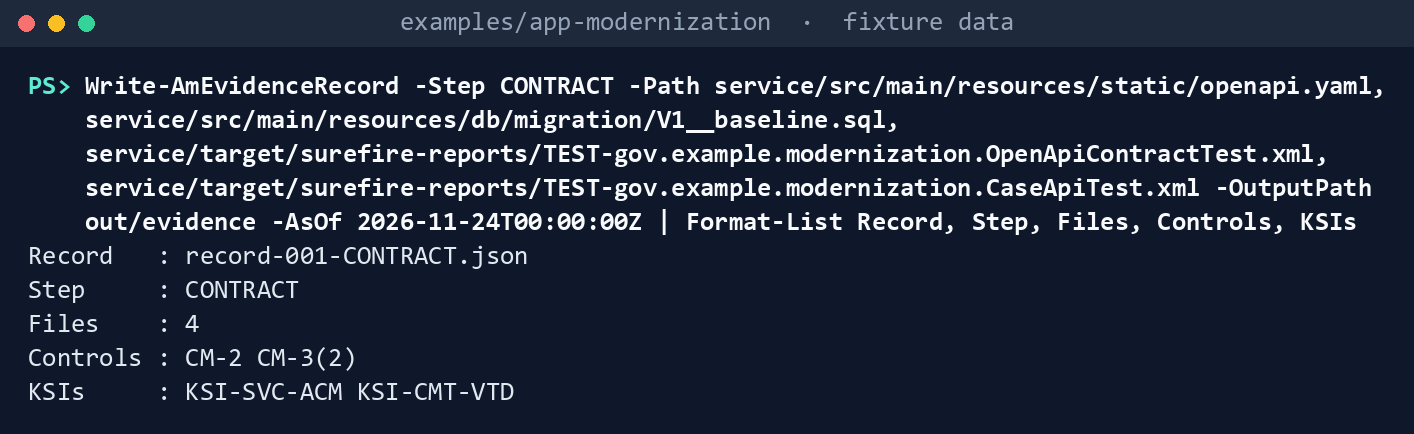 examples/app-modernization · fixture data
PS> Write-AmEvidenceRecord -Step CONTRACT -Path service/src/main/resources/static/openapi.yaml,
service/src/main/resources/db/migration/V1__baseline.sql,
service/target/surefire-reports/TEST-gov.example.modernization.OpenApiContractTest.xml,
service/target/surefire-reports/TEST-gov.example.modernization.CaseApiTest.xml -OutputPath
out/evidence -AsOf 2026-11-24T00:00:00Z | Format-List Record, Step, Files, Controls, KSIs
Record   : record-001-CONTRACT.json
Step     : CONTRACT
Files    : 4
Controls : CM-2 CM-3(2)
KSIs     : KSI-SVC-ACM KSI-CMT-VTD